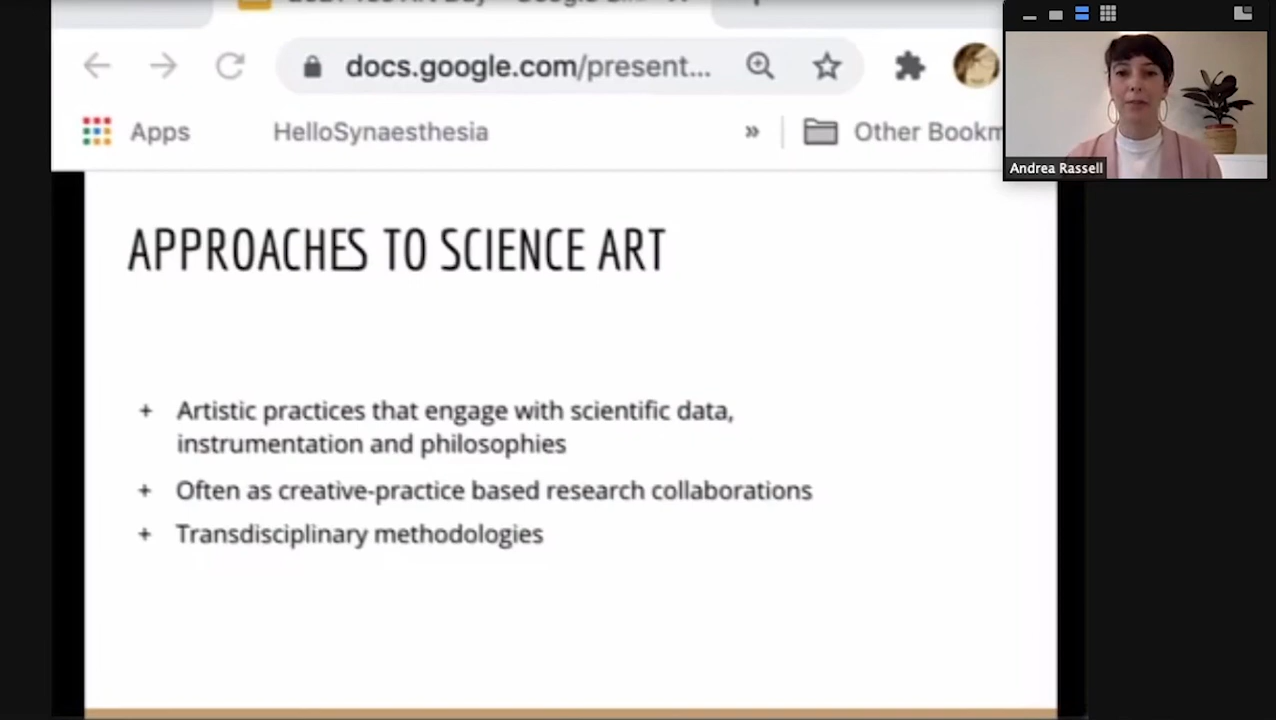 docs.google.com/present...
Apps
HelloSynaesthesia
»
Other Bookm
Andrea Rassell
APPROACHES TO SCIENCE ART
+ Artistic practices that engage with scientific data,
instrumentation and philosophies
+ Often as creative-practice based research collaborations
+ Transdisciplinary methodologies